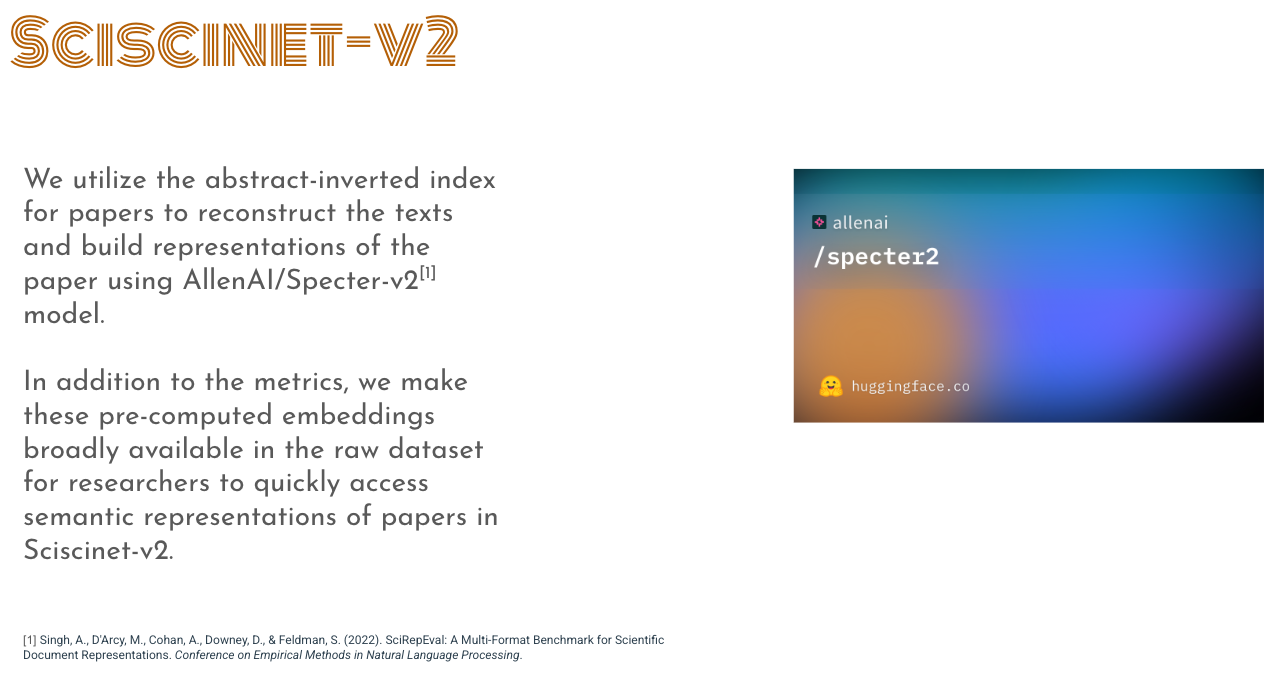 Sciscinet-v2
We utilize the abstract-inverted index
for papers to reconstruct the texts
and build representations of the
paper using AllenAI/Specter-v2[1]
model.
In addition to the metrics, we make
these pre-computed embeddings
broadly available in the raw dataset
for researchers to quickly access
semantic representations of papers in
Sciscinet-v2.
allenai
/specter2
huggingface.co
[1] Singh, A., D'Arcy, M., Cohan, A., Downey, D., & Feldman, S. (2022). SciRepEval: A Multi-Format Benchmark for Scientific
Document Representations. Conference on Empirical Methods in Natural Language Processing.